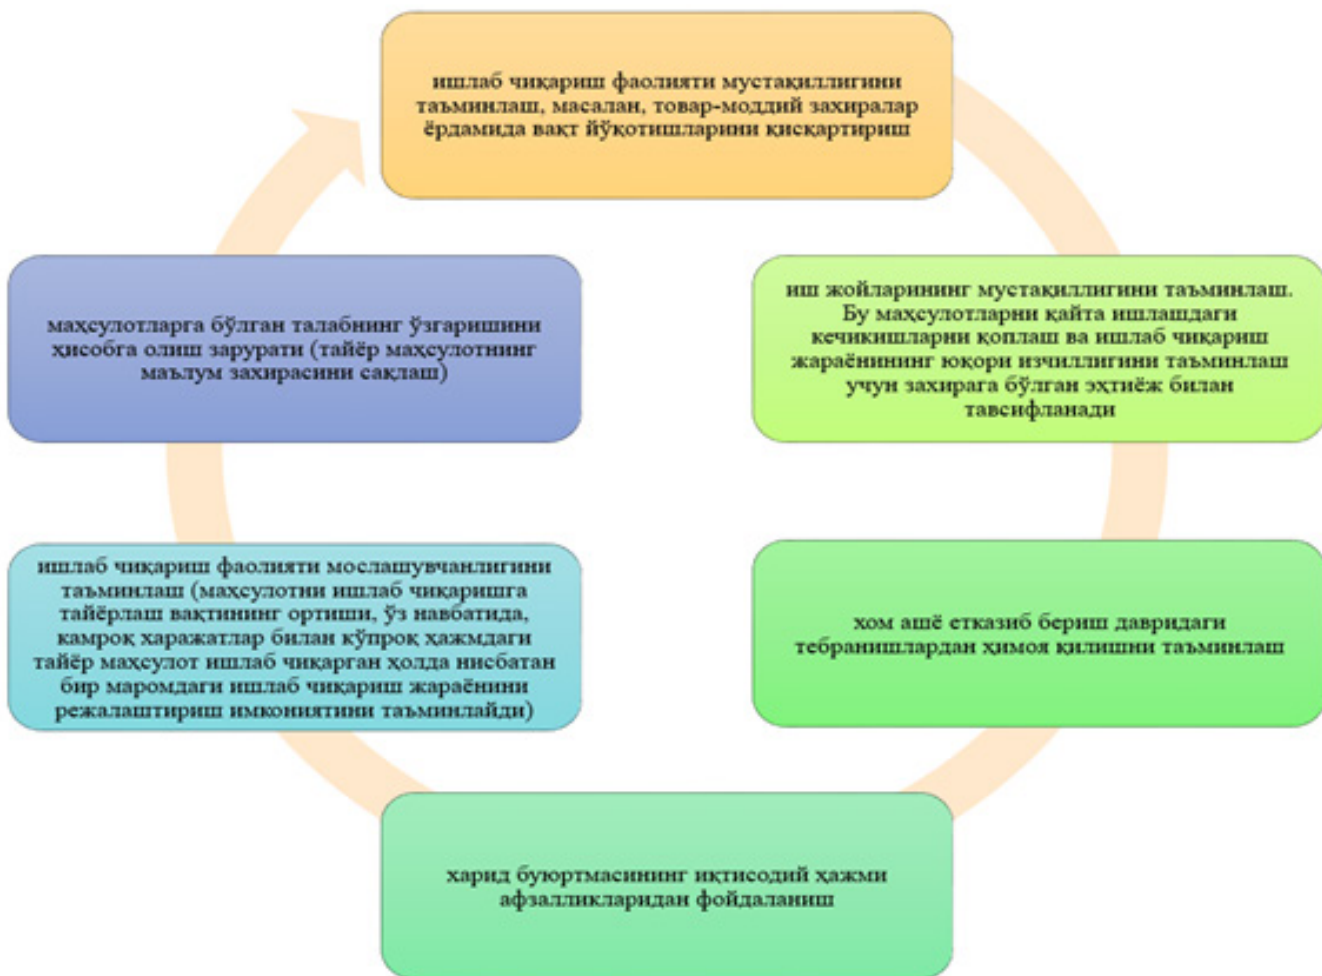 ишлаб чиқариш фаолияти мустақиллигини
таъминлаш, масалан, товар-моддий захиралар
ёрдамида вақт йўқотишларини қисқартириш
иш жойларининг мустақиллигини таъминлаш.
Бу маҳсулотларни қайта ишлашдаги
кечикишларни қоплаш ва ишлаб чиқариш
жараёнининг юқори изчиллигини таъминлаш
учун захирага бўлган эҳтиёж билан
тавсифланади
хом ашё етказиб бериш давридаги
тебранишлардан ҳимоя қилишни таъминлаш
харид буюртмасининг иқтисодий ҳажми
афзалликларидан фойдаланиш
ишлаб чиқариш фаолияти мослашувчанлигини
таъминлаш (маҳсулотни ишлаб чиқаришга
тайёрлаш вақтининг ортиши, ўз навбатида,
камроқ харажатлар билан кўпроқ ҳажмдаги
тайёр маҳсулот ишлаб чиқарган ҳолда нисбатан
бир маромдаги ишлаб чиқариш жараёнини
режалаштириш имкониятини таъминлайди)
маҳсулотларга бўлган талабнинг ўзгаришини
ҳисобга олиш зарурати (тайёр маҳсулотнинг
маълум захирасини сақлаш)